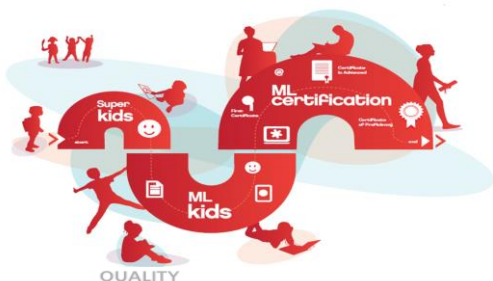 Super
kids
start
ML
kids
First
Certificate
@
Certificate
in Advanced
ML
certification
Certificate
of Proficiency
end
QUALITY